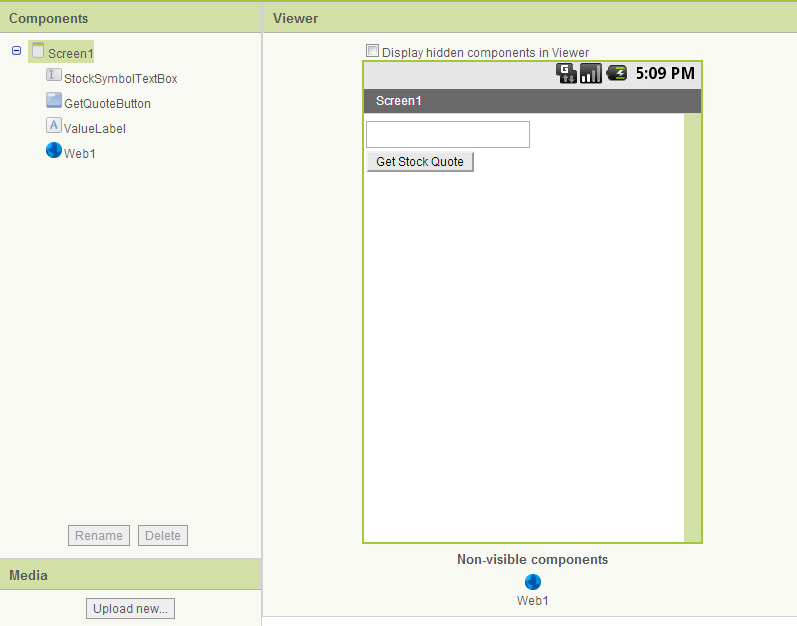 Components
Screen1
StockSymbolTextBox
GetQuoteButton
A ValueLabel
Web1
Rename Delete
Media
Upload new...
Viewer
Display hidden components in Viewer
G 5:09 PM
Screen1
Get Stock Quote
Non-visible components
Web1